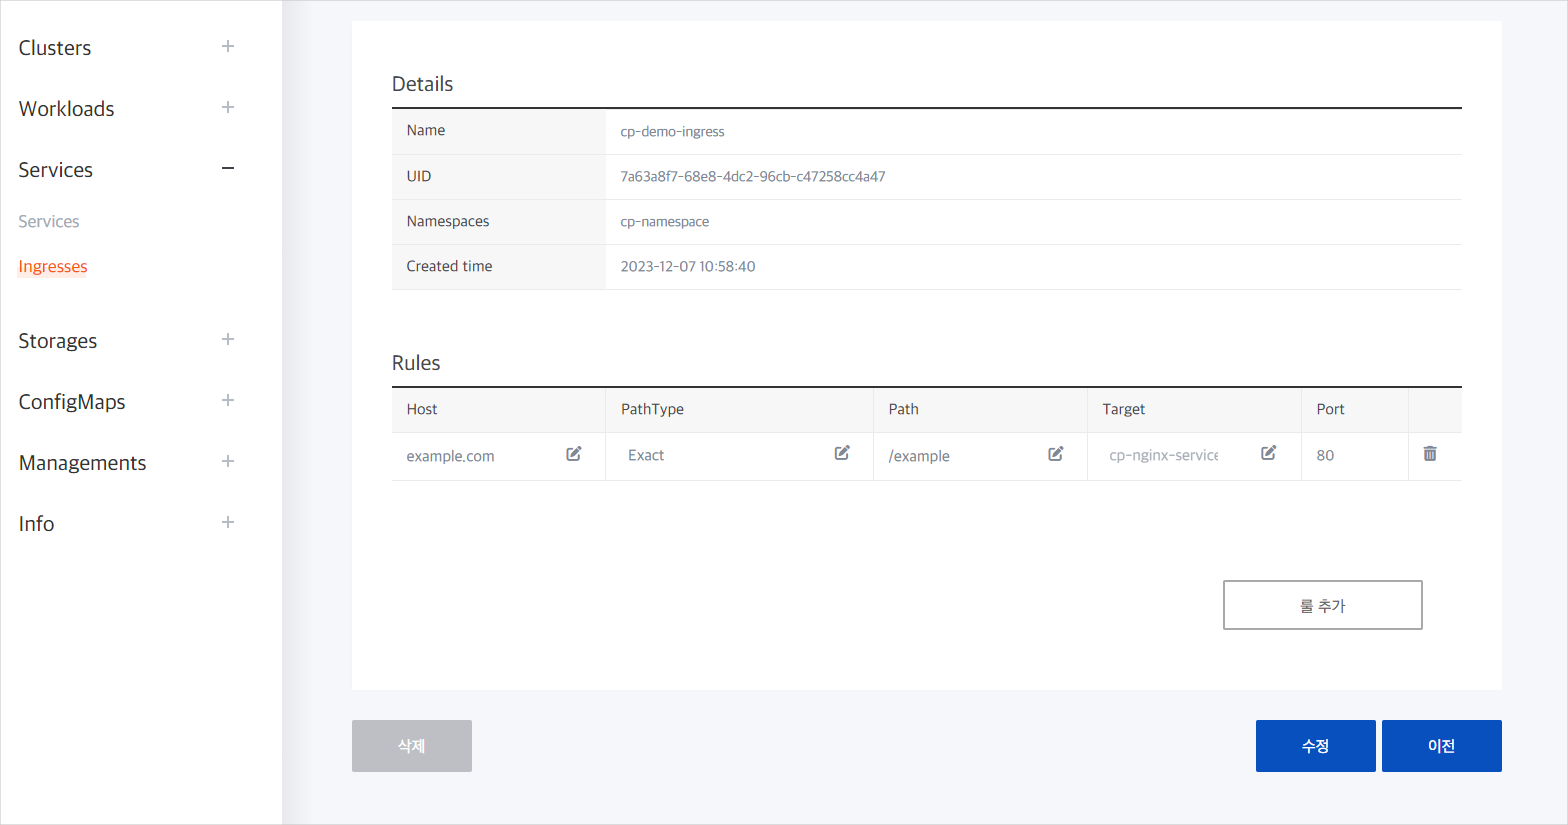 Clusters
Workloads
Services
Services
Ingresses
Storages
ConfigMaps
Managements
Info
Details
Name cp-demo-ingress
UID 7a63a8f7-68e8-4dc2-96cb-c47258cc4a47
Namespaces cp-namespace
Created time 2023-12-07 10:58:40
Rules
Host PathType Path Target Port
example.com Exact /example cp-nginx-service 80
룰 추가
삭제 수정 이전